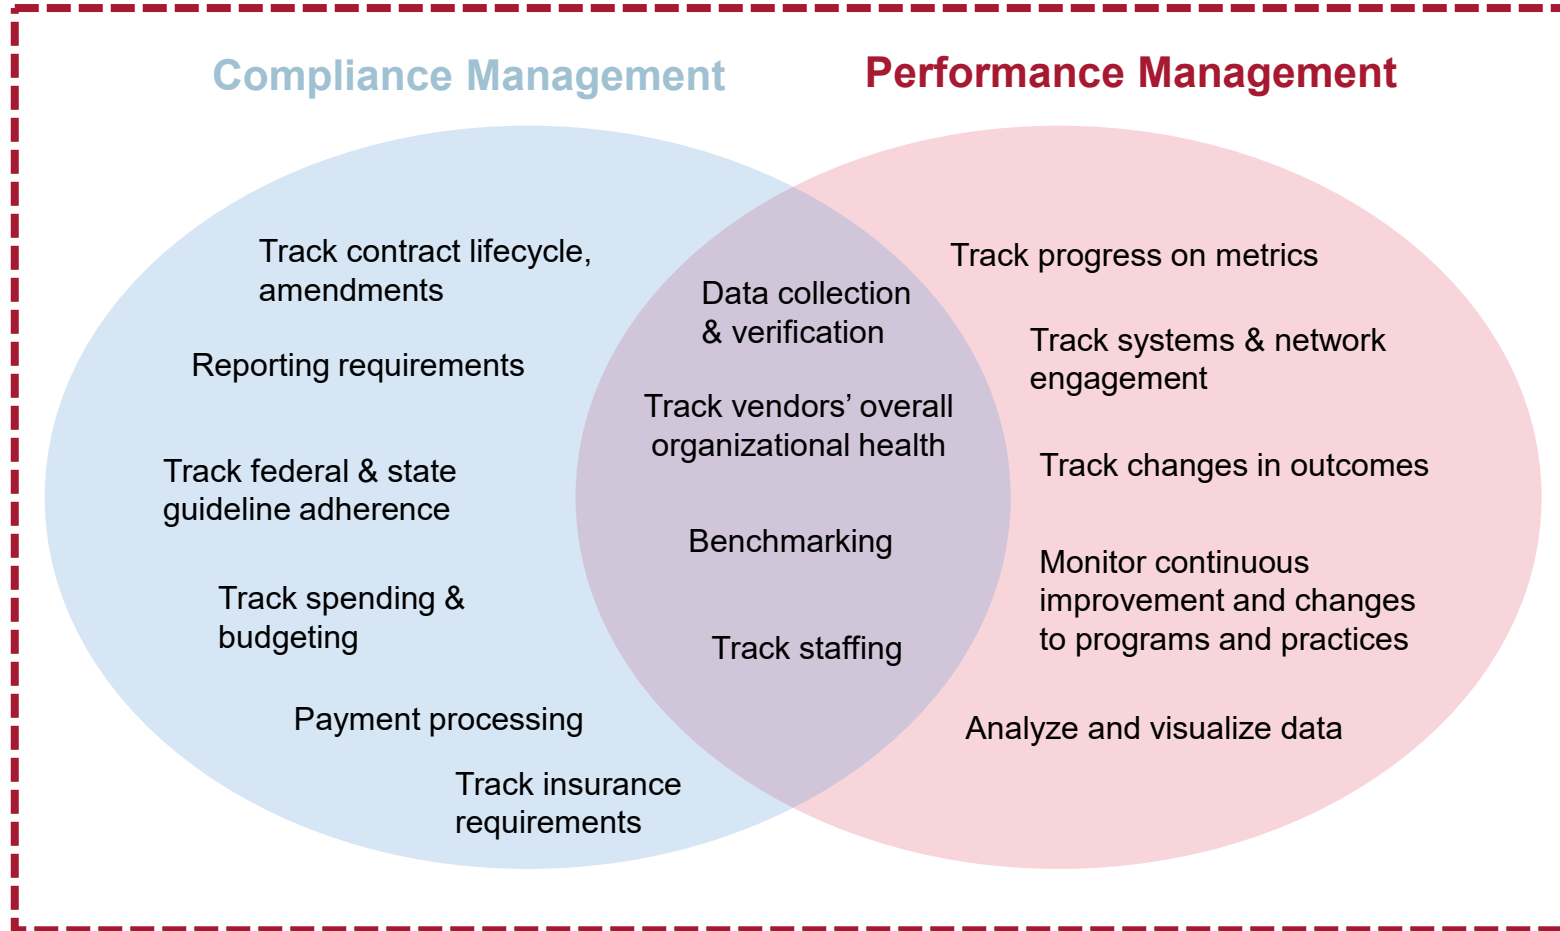 Compliance Management
Performance Management
Track contract lifecycle,
amendments
Reporting requirements
Track federal & state
guideline adherence
Track spending &
budgeting
Payment processing
Track insurance
requirements
Data collection
& verification
Track vendors’ overall
organizational health
Benchmarking
Track staffing
Track progress on metrics
Track systems & network
engagement
Track changes in outcomes
Monitor continuous
improvement and changes
to programs and practices
Analyze and visualize data